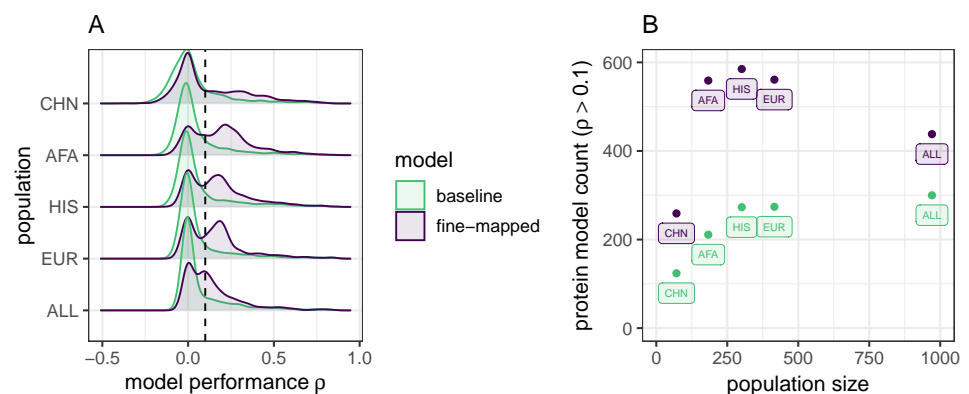 A
CHN
AFA
HIS
EUR
ALL
population
−0.5
0.0
0.5
1.0
model performance ρ
model
baseline
fine−mapped
B
600
400
200
0
protein model count (ρ > 0.1)
AFA
HIS
EUR
ALL
CHN
HIS
EUR
ALL
AFA
CHN
0
250
500
750
1000
population size